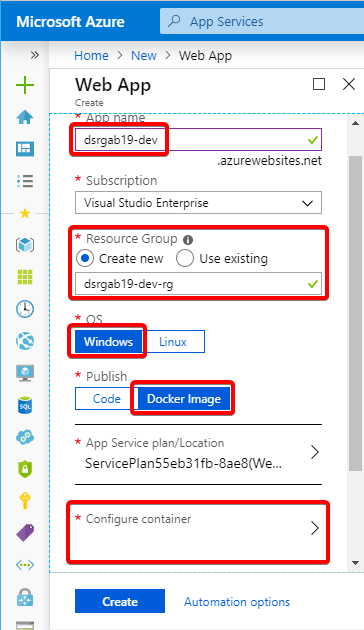 Microsoft Azure
App Services
»
Home > New > Web App
Web App
Create
* App name
dsrgab19-dev
.azurewebsites.net
* Subscription
Visual Studio Enterprise
* Resource Group
Create new Use existing
dsrgab19-dev-rg
* OS
Windows Linux
* Publish
Code Docker Image
* App Service plan/Location
ServicePlan55eb31fb-8ae8(We...
* Configure container
SQL
Create Automation options